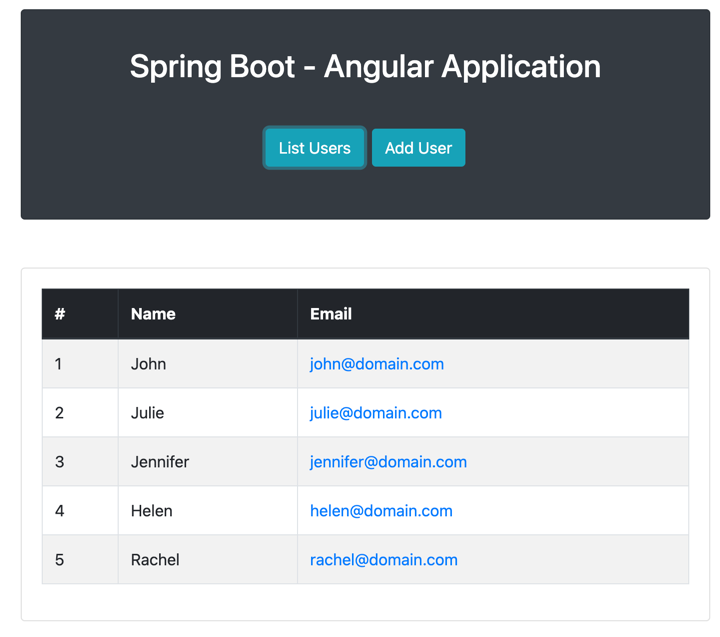 Spring Boot - Angular Application
List Users Add User
# Name Email
1 John john@domain.com
2 Julie julie@domain.com
3 Jennifer jennifer@domain.com
4 Helen helen@domain.com
5 Rachel rachel@domain.com